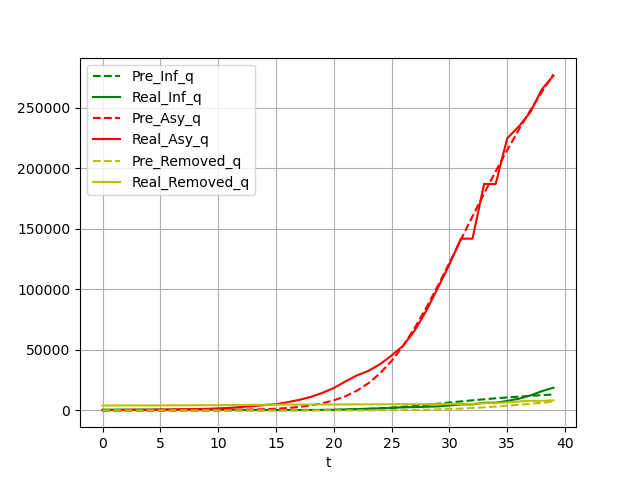 Pre_Inf_q
Real_Inf_q
Pre_Asy_q
Real_Asy_q
Pre_Removed_q
Real_Removed_q
250000
200000
150000
100000
50000
0
0 5 10 15 20 25 30 35 40
t